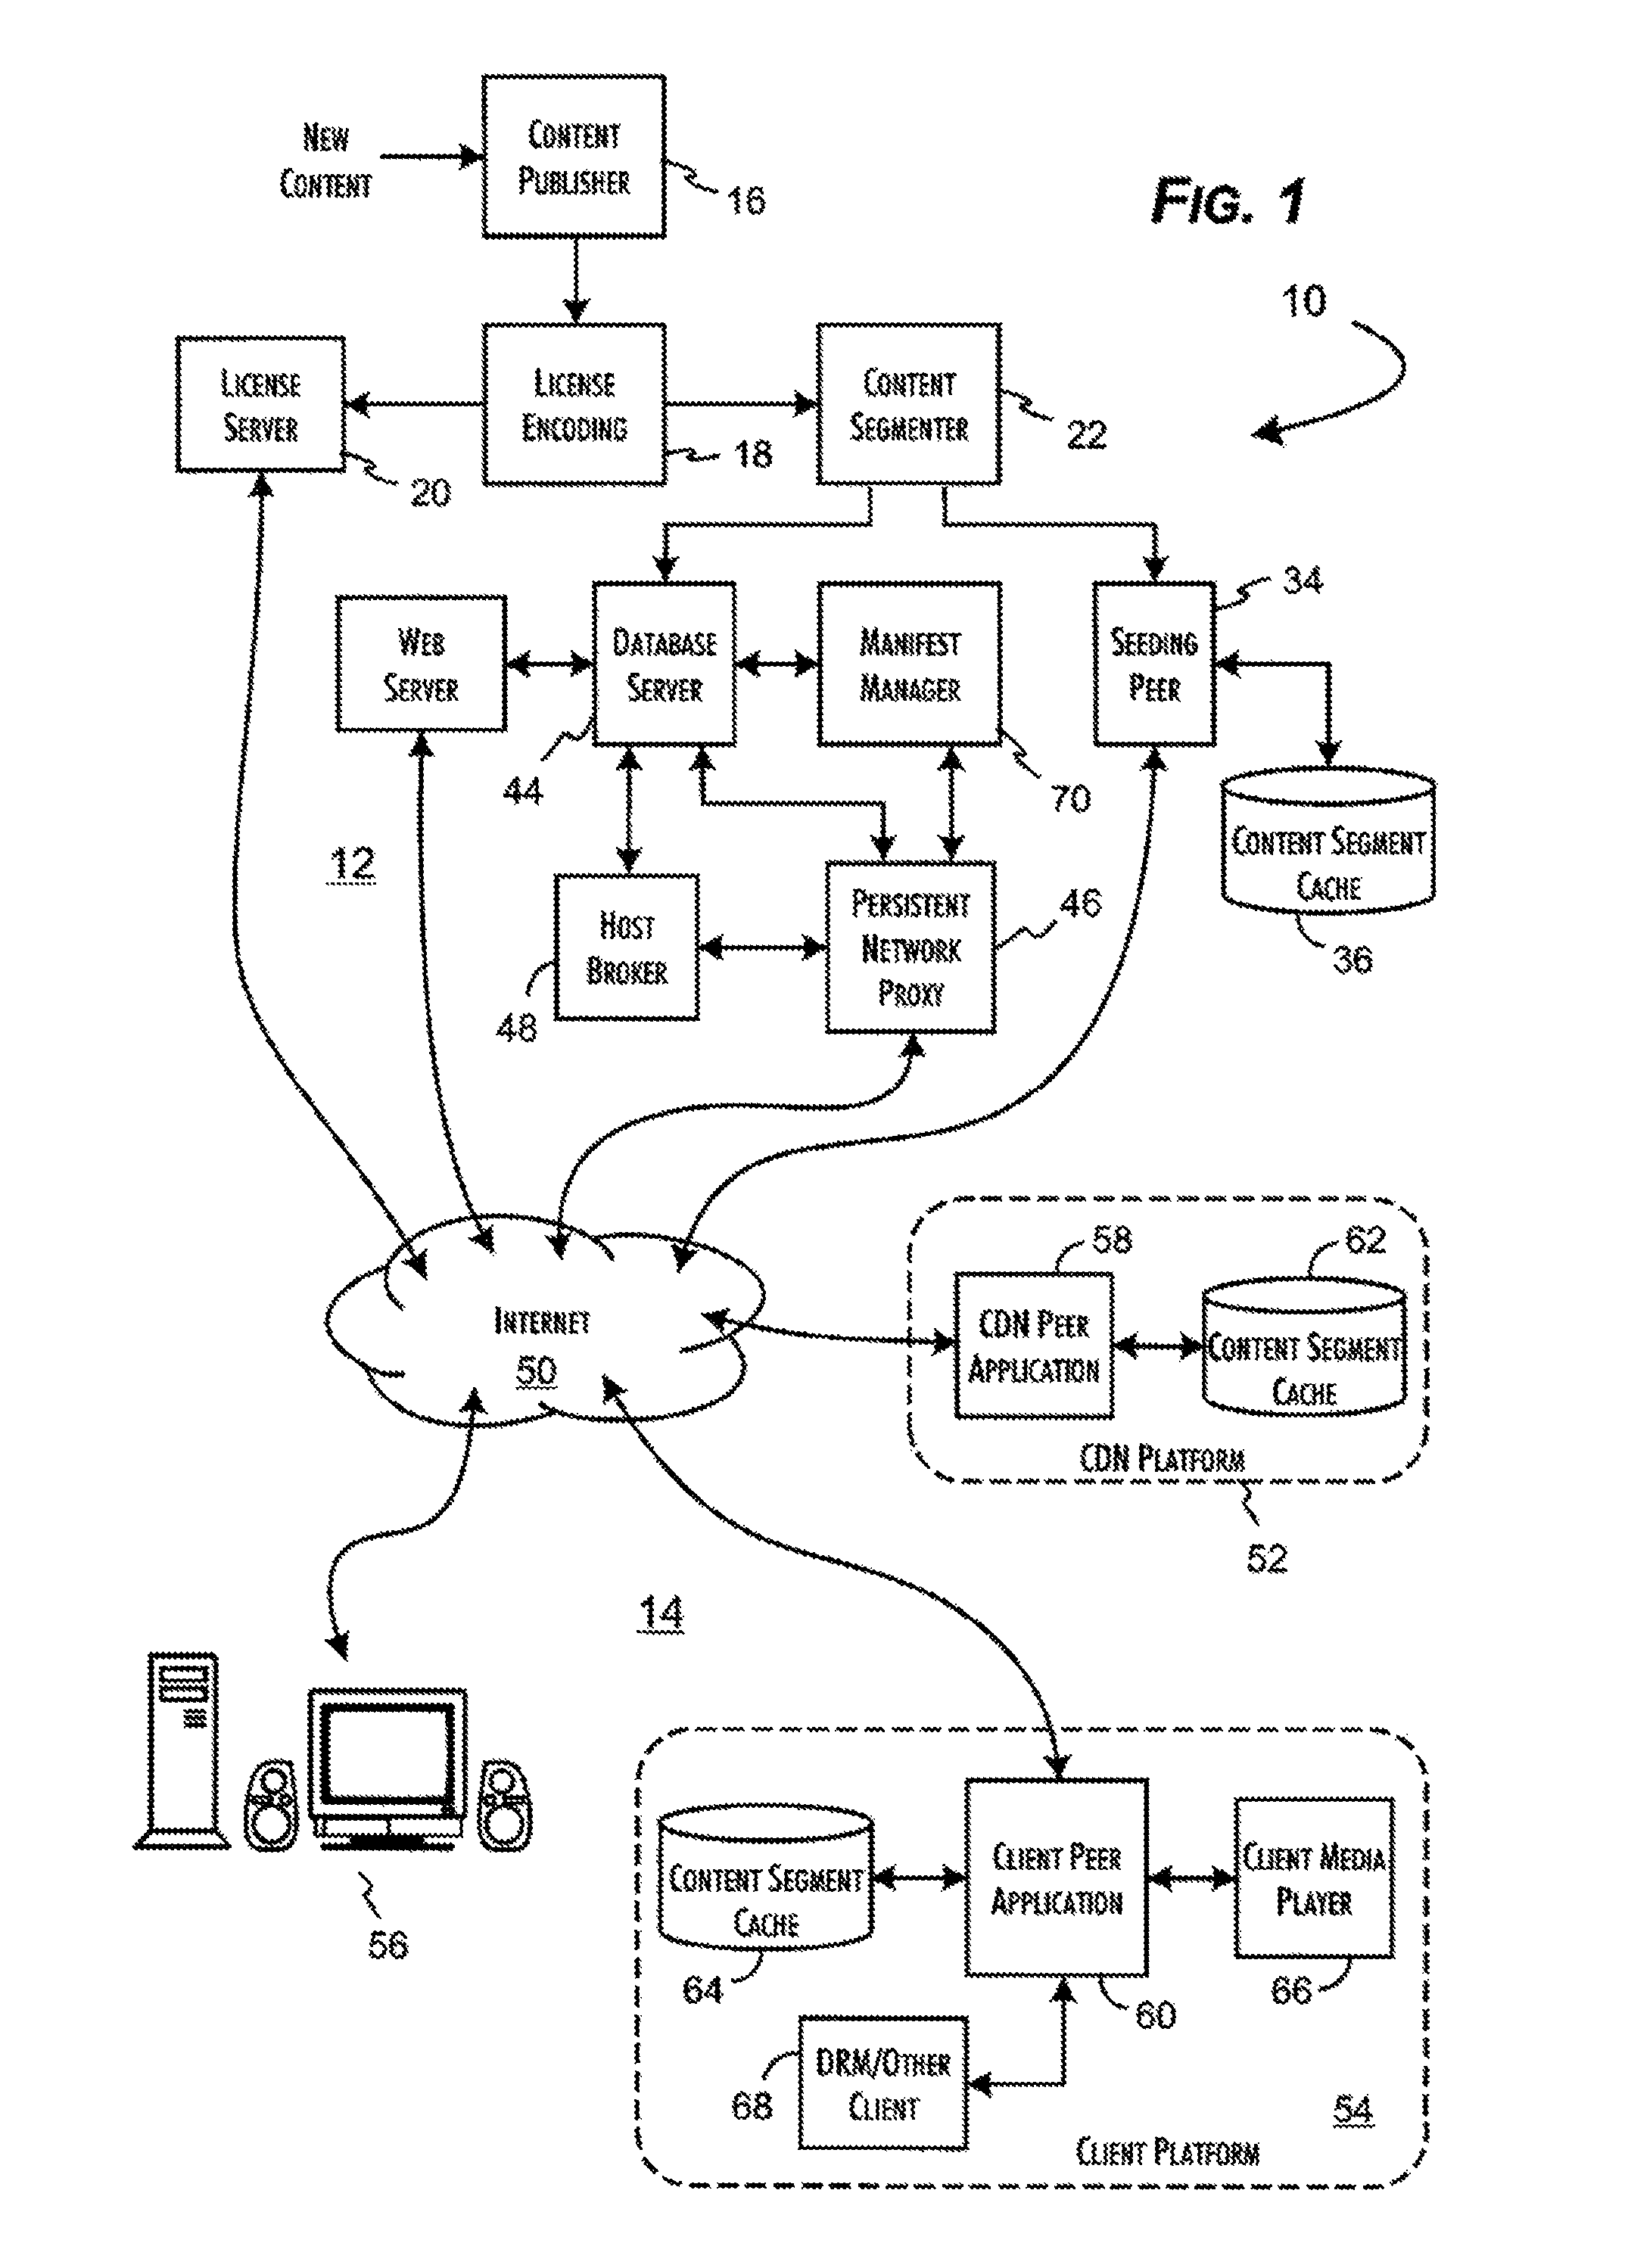 NEW
CONTENT
CONTENT
PUBLISHER
16
FIG. 1
10
LICENSE
SERVER
20
LICENSE
ENCODING
18
CONTENT
SEGMENTER
22
WEB
SERVER
DATABASE
SERVER
44
MANIFEST
MANAGER
70
SEEDING
PEER
34
CONTENT SEGMENT
CACHE
36
12
HOST
BROKER
48
PERSISTENT
NETWORK
PROXY
46
INTERNET
50
58
CDN PEER
APPLICATION
62
CONTENT SEGMENT
CACHE
CDN PLATFORM
52
14
56
CONTENT SEGMENT
CACHE
64
CLIENT PEER
APPLICATION
60
CLIENT MEDIA
PLAYER
66
DRM/OTHER
CLIENT
68
54
CLIENT PLATFORM